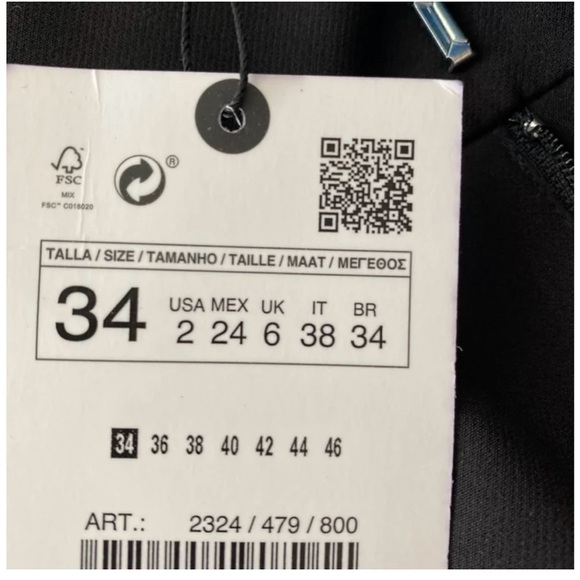 ®
FSC
MIX
FSC™ C018020
TALLA / SIZE / TAMANHO / TAILLE / MAAT / ΜΕΓΕΘΟΣ
34
USA MEX UK IT BR
2 24 6 38 34
34 36 38 40 42 44 46
ART.: 2324 / 479 / 800